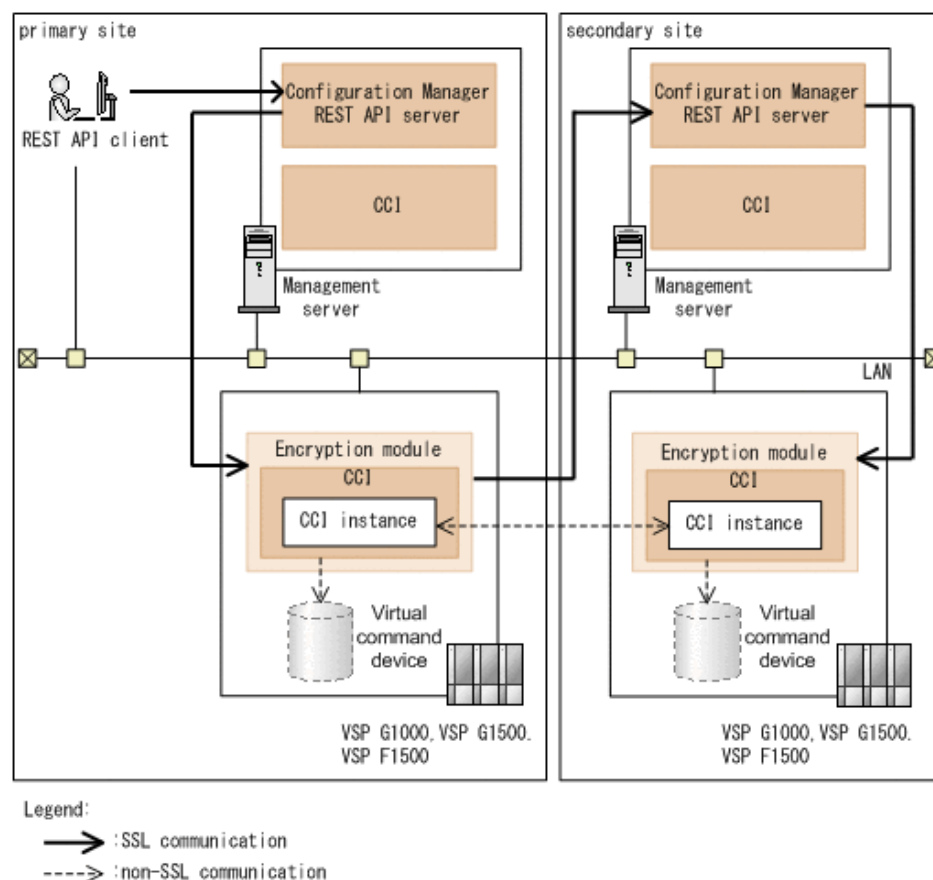 primary site
REST API client
Configuration Manager
REST API server
CCI
Management
server
secondary site
Configuration Manager
REST API server
CCI
Management
server
LAN
Encryption module
CCI
CCI instance
Virtual
command
device
VSP G1000, VSP G1500.
VSP F1500
Encryption module
CCI
CCI instance
Virtual
command
device
VSP G1000, VSP G1500.
VSP F1500
Legend:
:SSL communication
:non-SSL communication